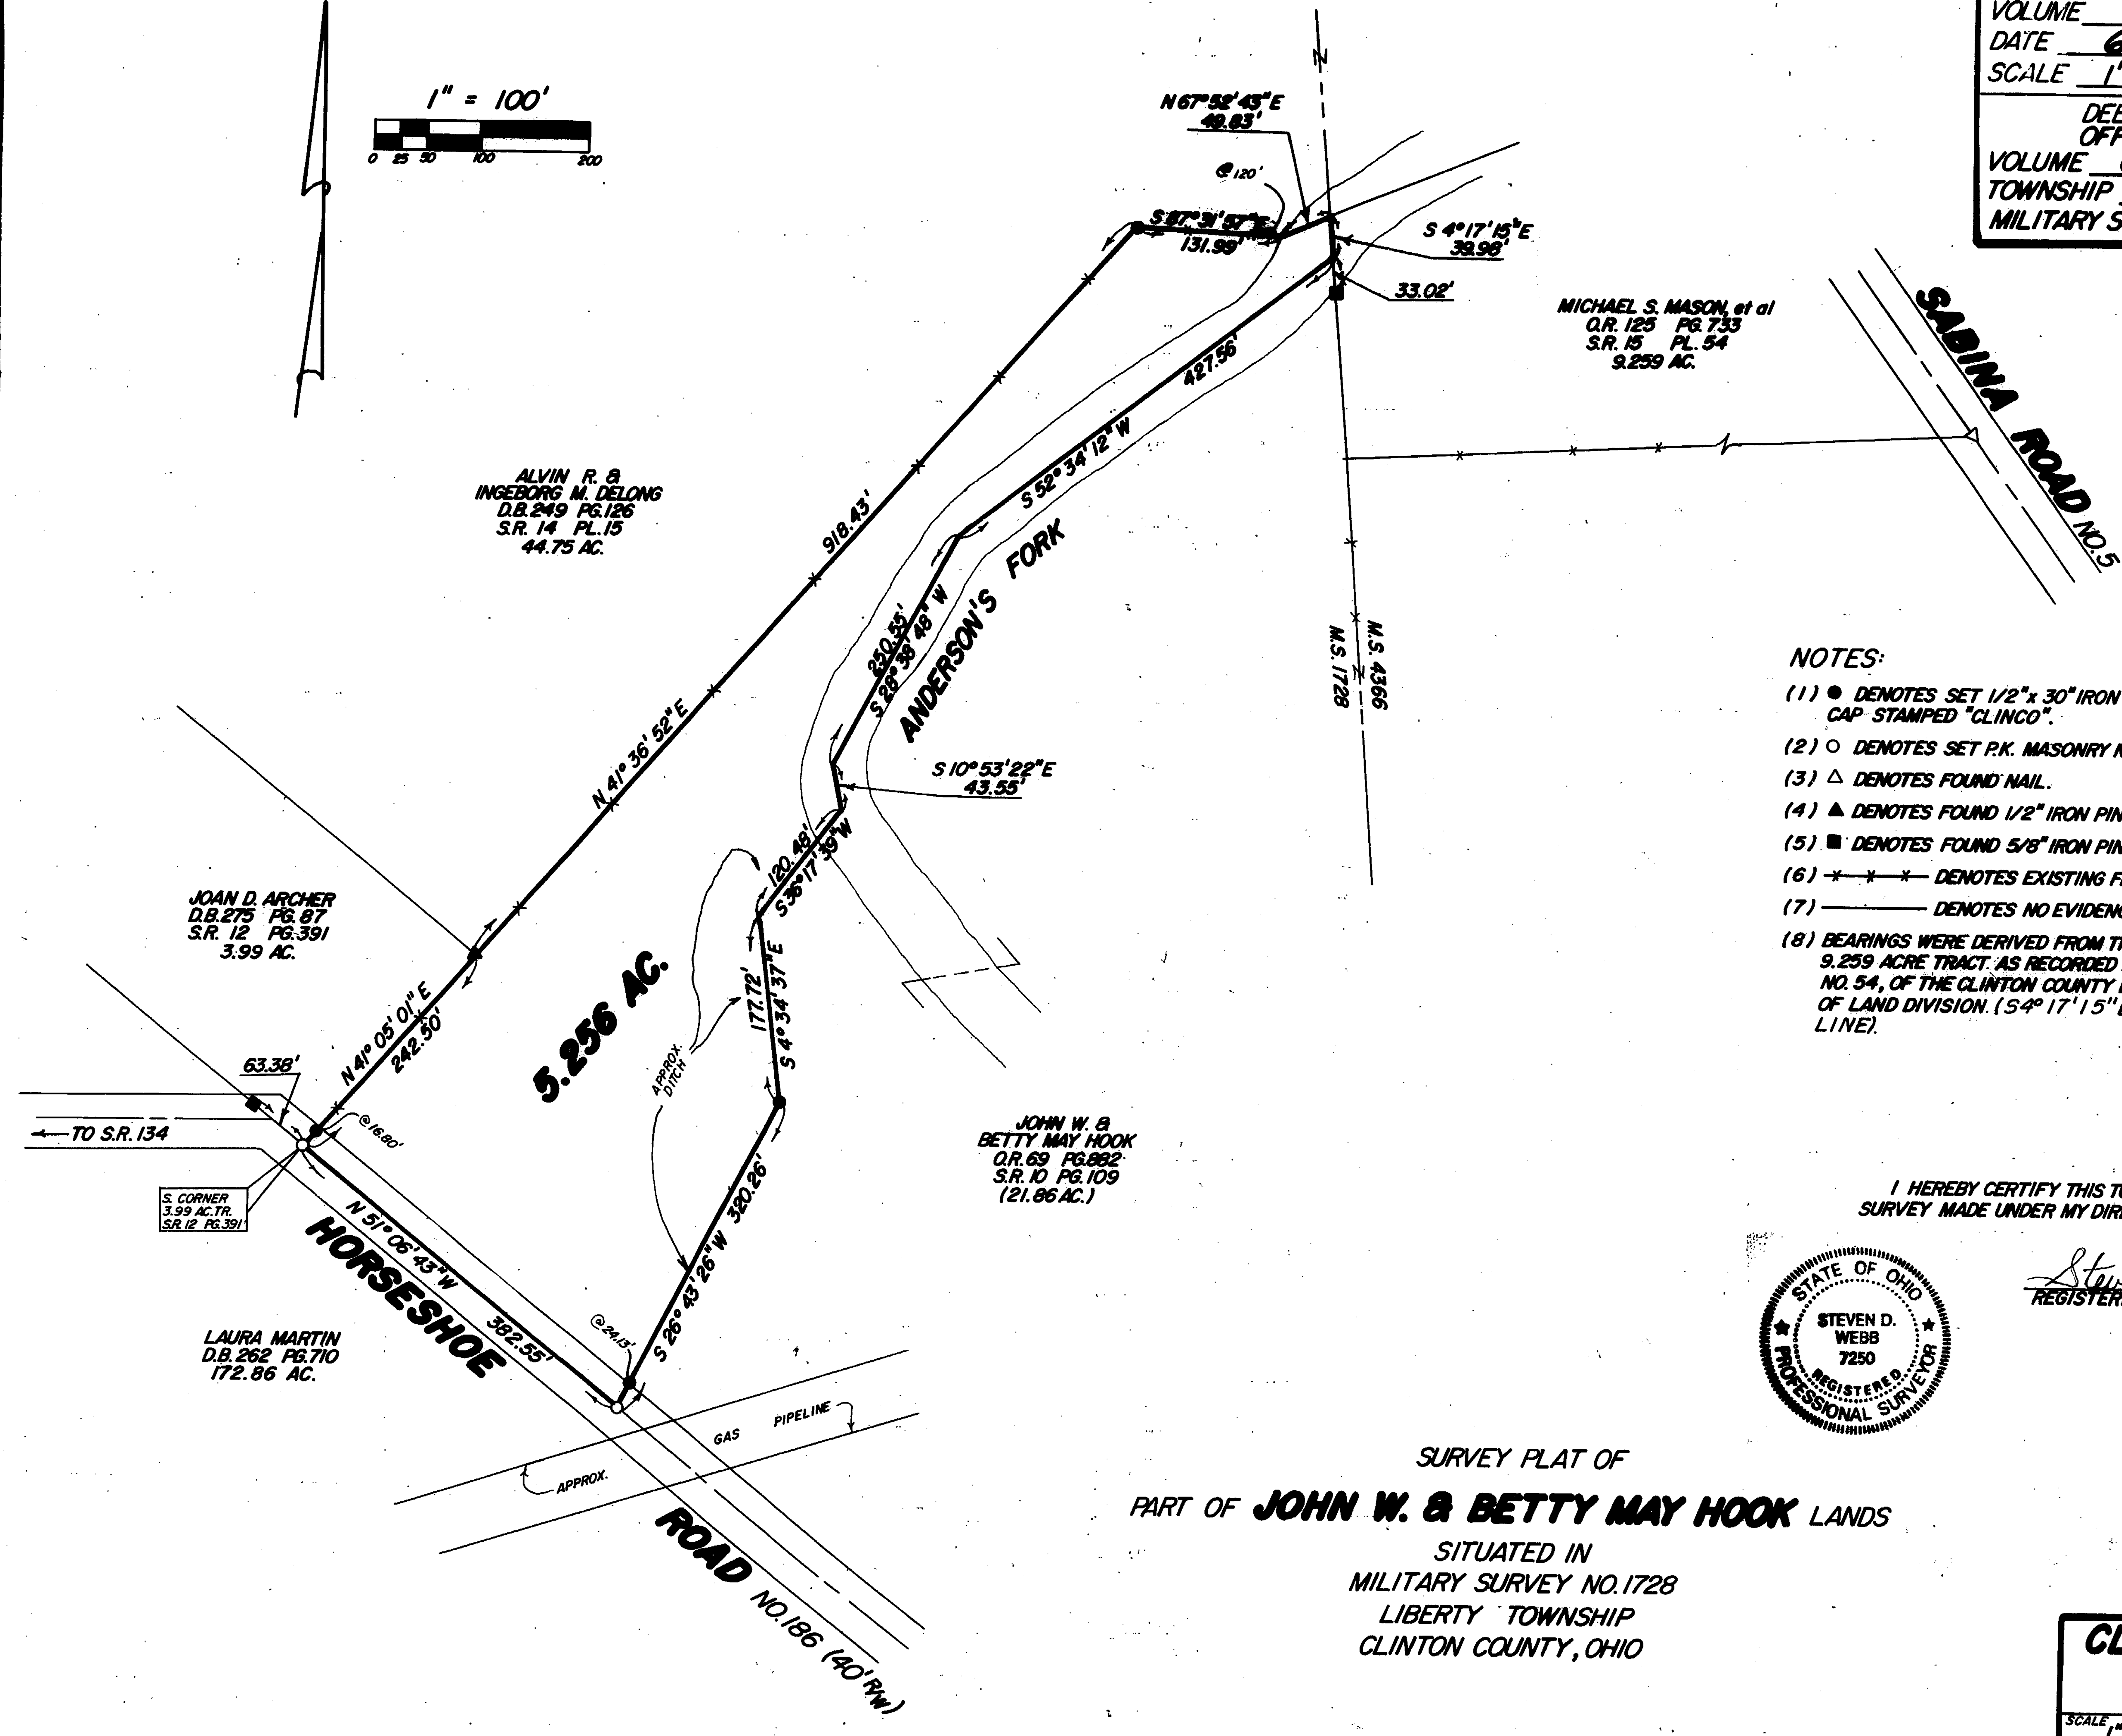 1" = 100'
0 25 50 100 200
VOLUME
DATE
SCALE 1"
VOLUME
TOWNSHIP
MILITARY
N 67° 52' 43" E
49.83'
@ 120'
S 87° 31' 57" E
131.99'
S 4° 17' 15" E
39.98'
33.02'
MICHAEL S. MASON, et al
O.R. 125 PG. 733
S.R. 15 PL. 54
9.259 AC.
SABINA ROAD NO. 5
427.56'
S 52° 34' 12" W
ALVIN R. &
INGEBORG M. DELONG
D.B. 249 PG. 126
S.R. 14 PL. 15
44.75 AC.
918.43'
N 41° 36' 52" E
ANDERSON'S FORK
250.55'
S 28° 38' 48" W
M.S. 4366
M.S. 1728
S 10° 53' 22" E
43.55'
120.48'
S 36° 17' 39" W
177.72'
S 4° 34' 37" E
APPROX.
DITCH
5.256 AC.
JOAN D. ARCHER
D.B. 275 PG. 87
S.R. 12 PG. 391
3.99 AC.
N 41° 05' 01" E
242.50'
63.38'
@ 16.80'
TO S.R. 134
S. CORNER
3.99 AC. TR.
S.R. 12 PG. 391
N 51° 06' 43" W
382.55'
HORSESHOE
ROAD NO. 186 (40' R/W)
@ 24.13'
S 26° 43' 26" W 320.26'
JOHN W. &
BETTY MAY HOOK
O.R. 69 PG. 882
S.R. 10 PG. 109
(21.86 AC.)
LAURA MARTIN
D.B. 262 PG. 710
172.86 AC.
APPROX. GAS PIPELINE
NOTES:
(1) ● DENOTES SET 1/2" x 30" IRON
CAP STAMPED "CLINCO".
(2) ○ DENOTES SET P.K. MASONRY
(3) △ DENOTES FOUND NAIL.
(4) ▲ DENOTES FOUND 1/2" IRON PIN
(5) ■ DENOTES FOUND 5/8" IRON PIN
(6) x x x DENOTES EXISTING
(7) DENOTES NO
(8) BEARINGS WERE DERIVED FROM
9.259 ACRE TRACT AS RECORDED
NO. 54, OF THE CLINTON COUNTY
OF LAND DIVISION. (S 4° 17' 15"
LINE).
I HEREBY CERTIFY THIS
SURVEY MADE UNDER MY
STATE OF OHIO
STEVEN D.
WEBB
7250
REGISTERED
PROFESSIONAL SURVEYOR
SURVEY PLAT OF
PART OF JOHN W. & BETTY MAY HOOK LANDS
SITUATED IN
MILITARY SURVEY NO. 1728
LIBERTY TOWNSHIP
CLINTON COUNTY, OHIO
SCALE